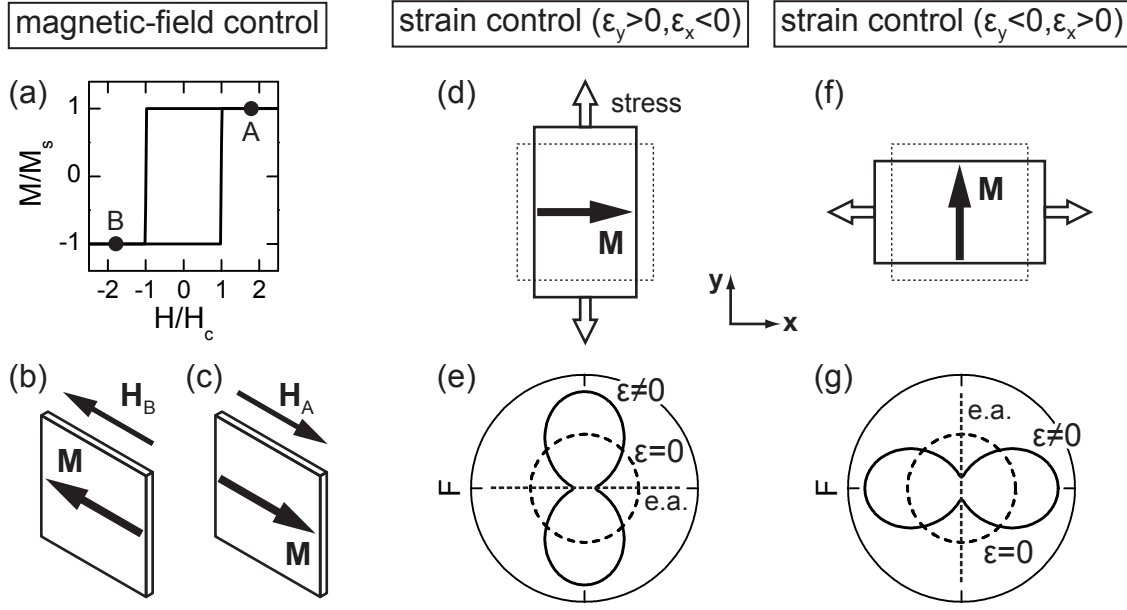 magnetic-field control
strain control (εy>0,εx<0)
strain control (εy<0,εx>0)
(a)
M/Ms
1
0
-1
A
B
-2 -1 0 1 2
H/Hc
(b)
HB
M
(c)
HA
M
(d)
stress
M
y
x
(e)
F
ε≠0
ε=0
e.a.
(f)
M
(g)
F
e.a.
ε≠0
ε=0